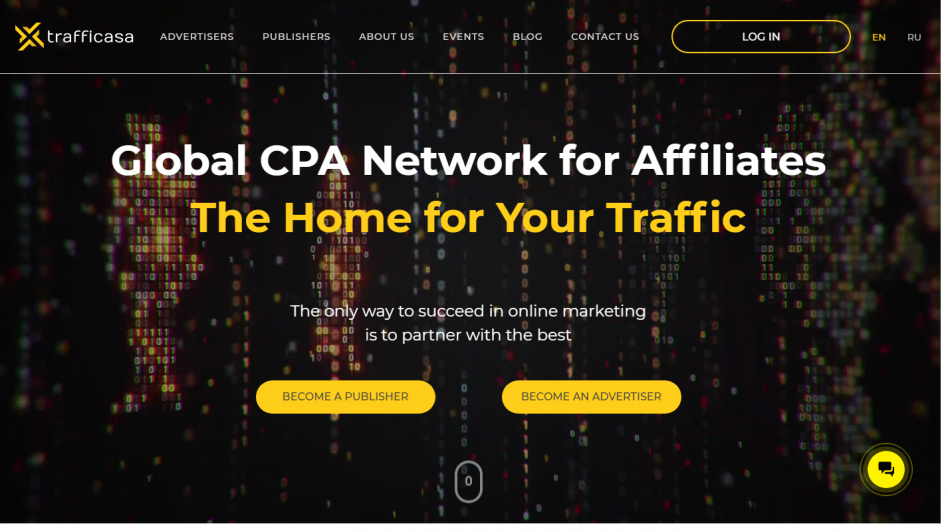 trafficasa
ADVERTISERS PUBLISHERS ABOUT US EVENTS BLOG CONTACT US LOG IN EN RU
Global CPA Network for Affiliates
The Home for Your Traffic
The only way to succeed in online marketing
is to partner with the best
BECOME A PUBLISHER BECOME AN ADVERTISER
0